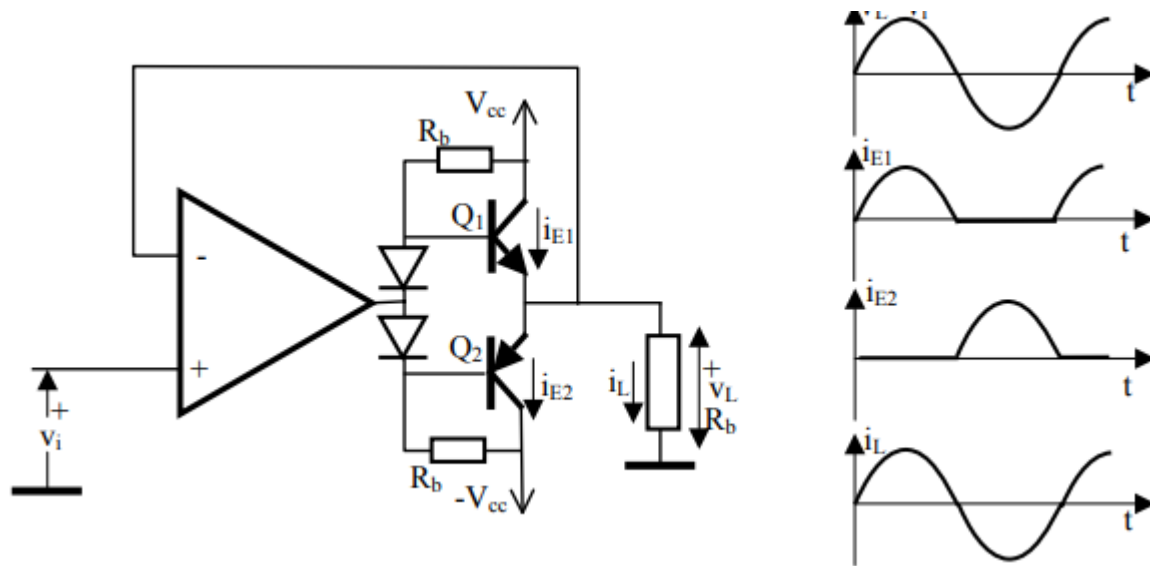 Vcc
Rb
Q1
iE1
-
+
Q2
iE2
+
vi
iL
+
vL
Rb
Rb
-Vcc
t
iE1
t
iE2
t
iL
t